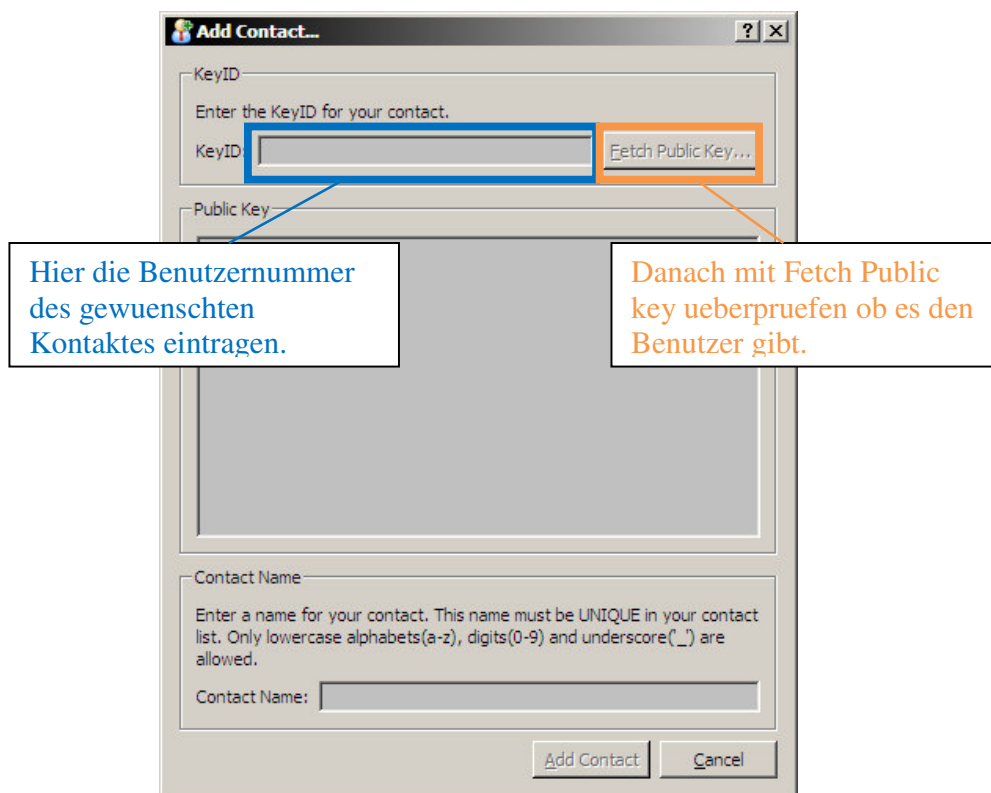 Add Contact...
KeyID
Enter the KeyID for your contact.
KeyID:
Fetch Public Key...
Public Key
Hier die Benutzernummer
des gewuenschten
Kontaktes eintragen.
Danach mit Fetch Public
key ueberpruefen ob es den
Benutzer gibt.
Contact Name
Enter a name for your contact. This name must be UNIQUE in your contact
list. Only lowercase alphabets(a-z), digits(0-9) and underscore('_') are
allowed.
Contact Name:
Add Contact
Cancel